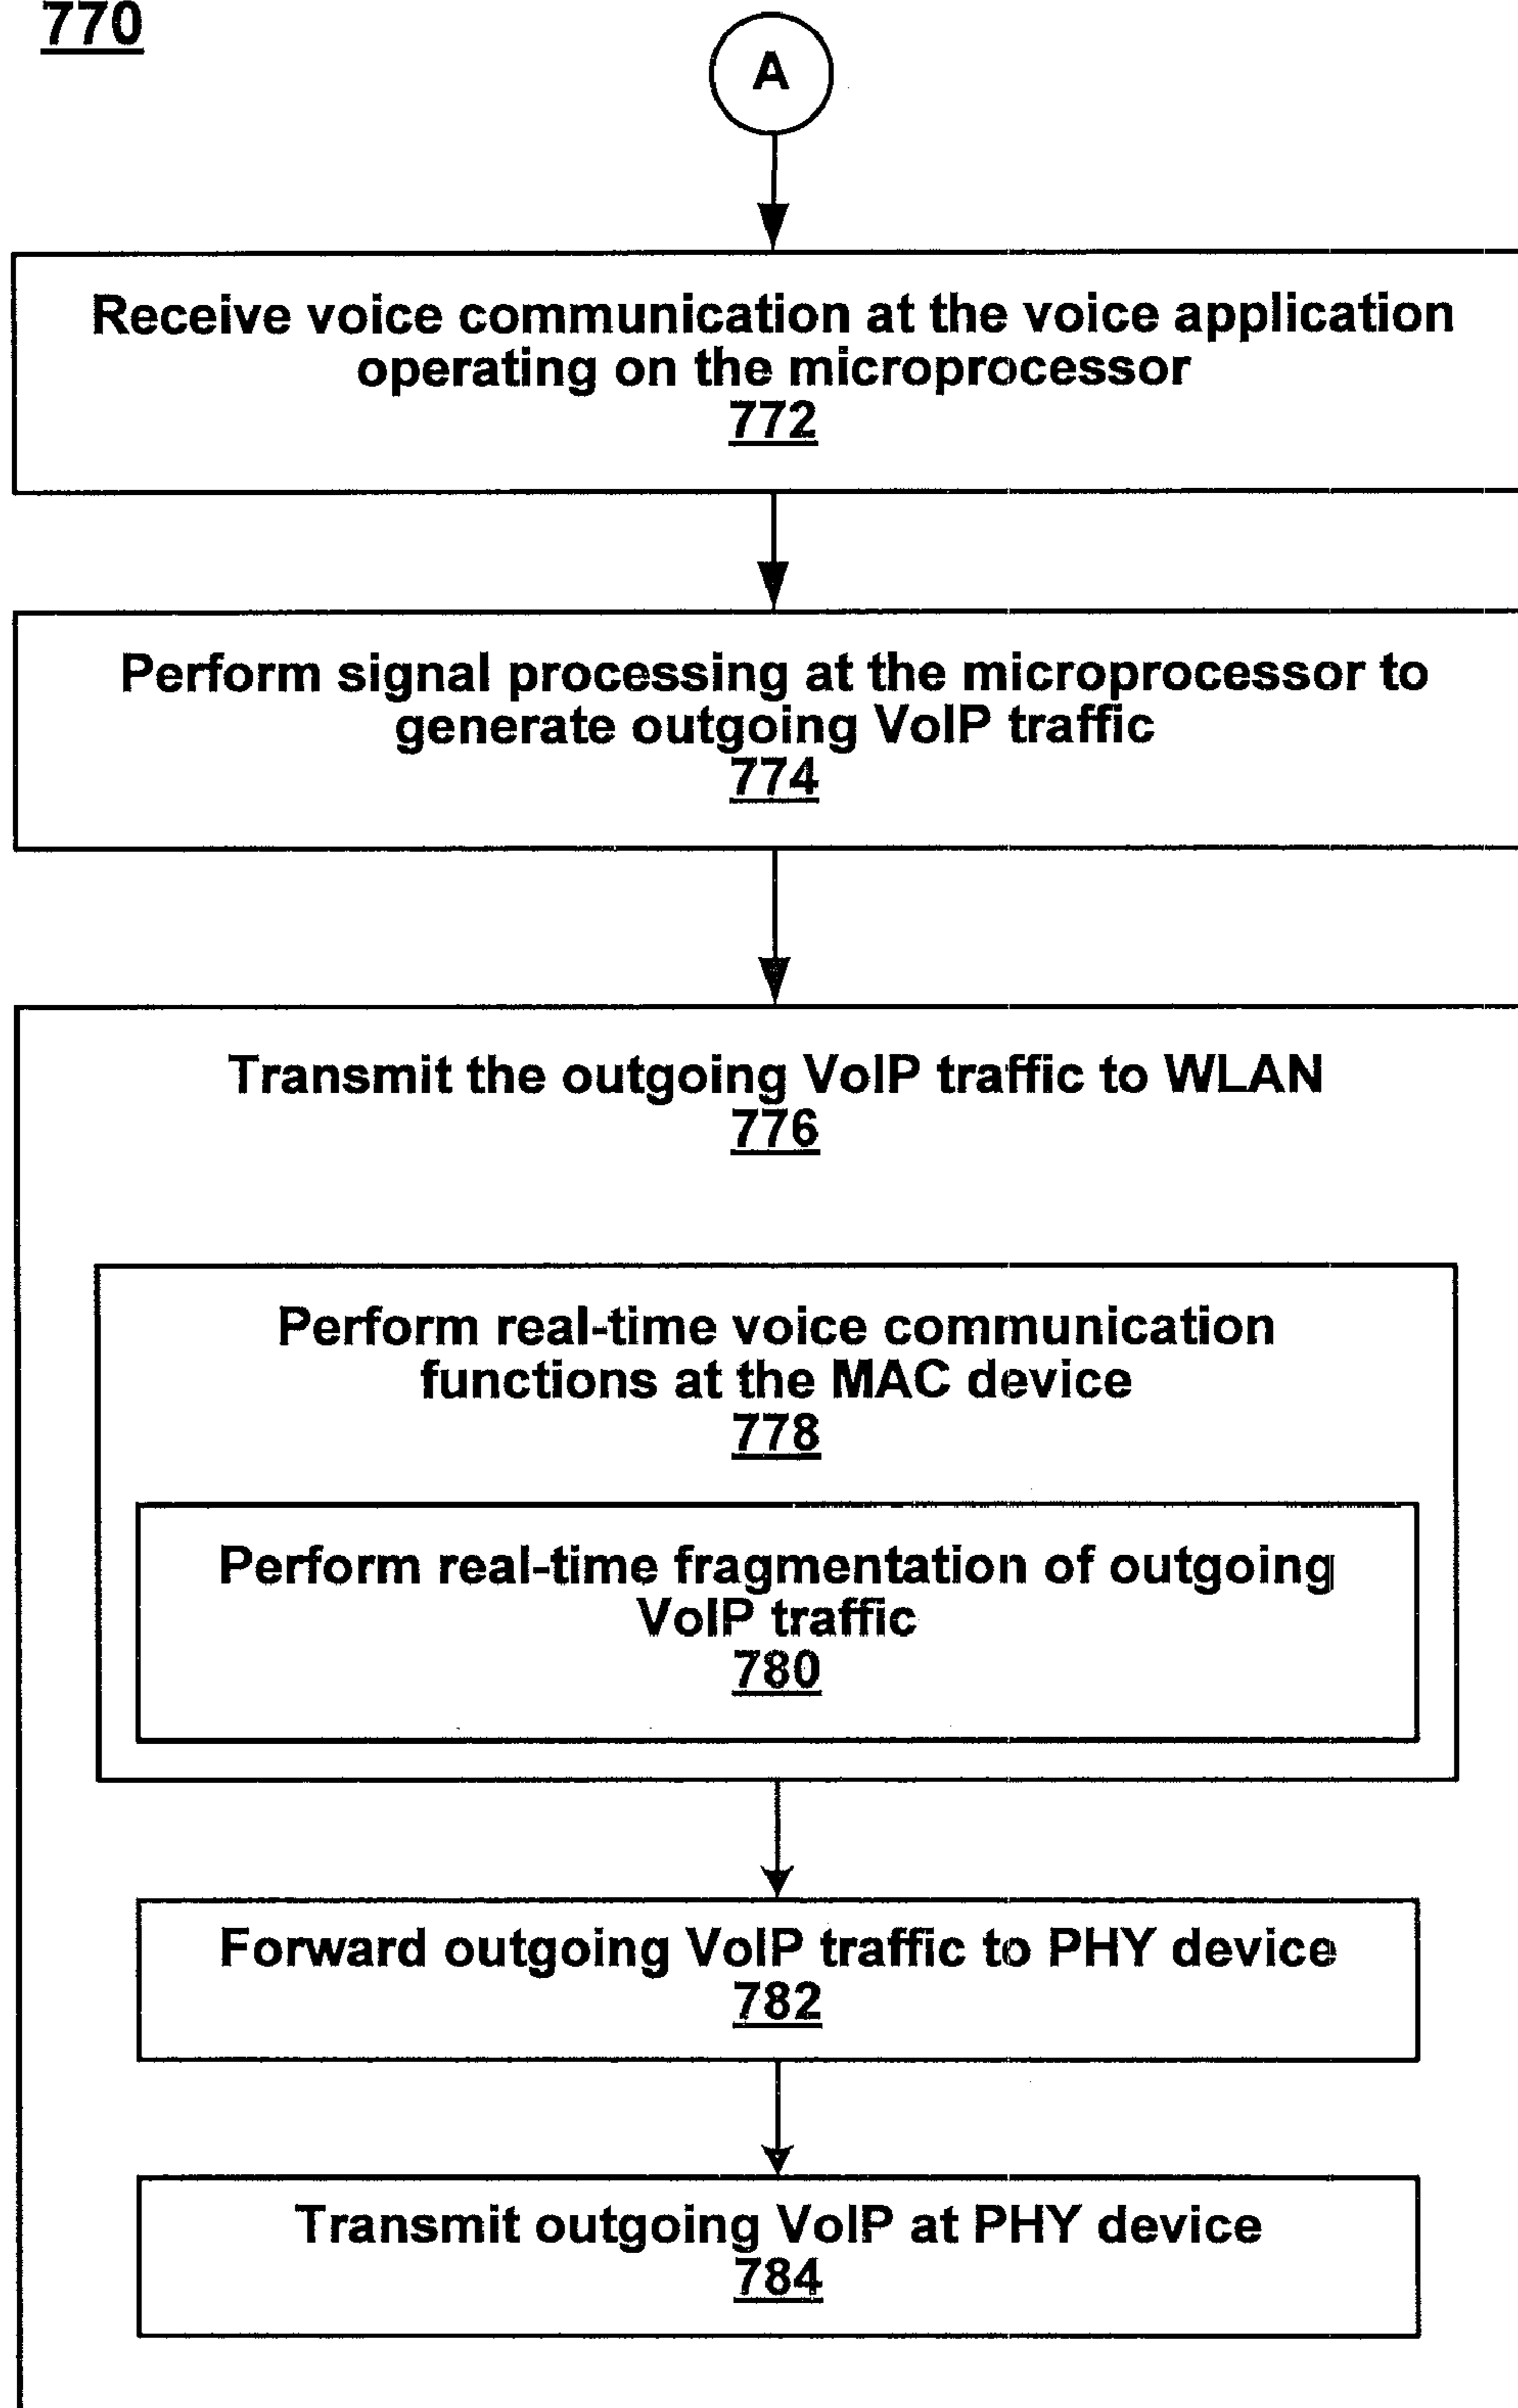 770
A
Receive voice communication at the voice application
operating on the microprocessor
772
Perform signal processing at the microprocessor to
generate outgoing VoIP traffic
774
Transmit the outgoing VoIP traffic to WLAN
776
Perform real-time voice communication
functions at the MAC device
778
Perform real-time fragmentation of outgoing
VoIP traffic
780
Forward outgoing VoIP traffic to PHY device
782
Transmit outgoing VoIP at PHY device
784